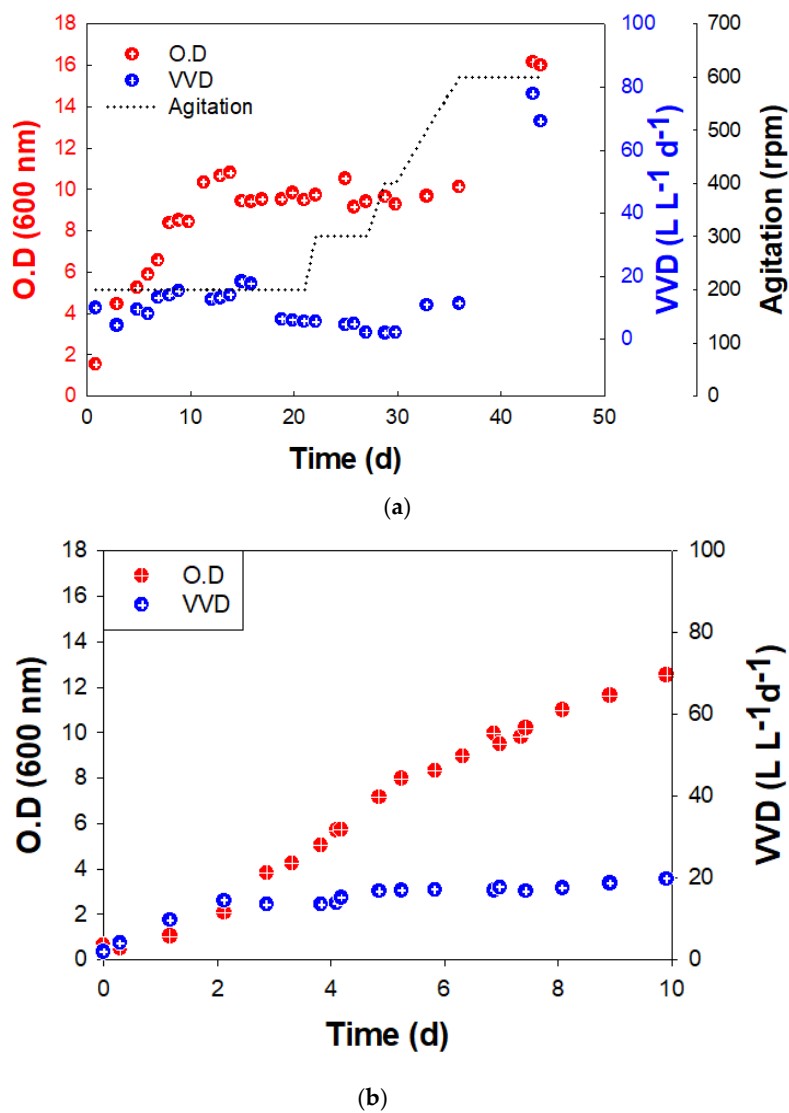 18
16
14
12
10
8
6
4
2
0
O.D (600 nm)
O.D
VVD
Agitation
100
80
60
40
20
0
VVD (L L-1 d-1)
700
600
500
400
300
200
100
0
Agitation (rpm)
0 10 20 30 40 50
Time (d)
(a)
18
16
14
12
10
8
6
4
2
0
O.D (600 nm)
O.D
VVD
100
80
60
40
20
0
VVD (L L-1d-1)
0 2 4 6 8 10
Time (d)
(b)